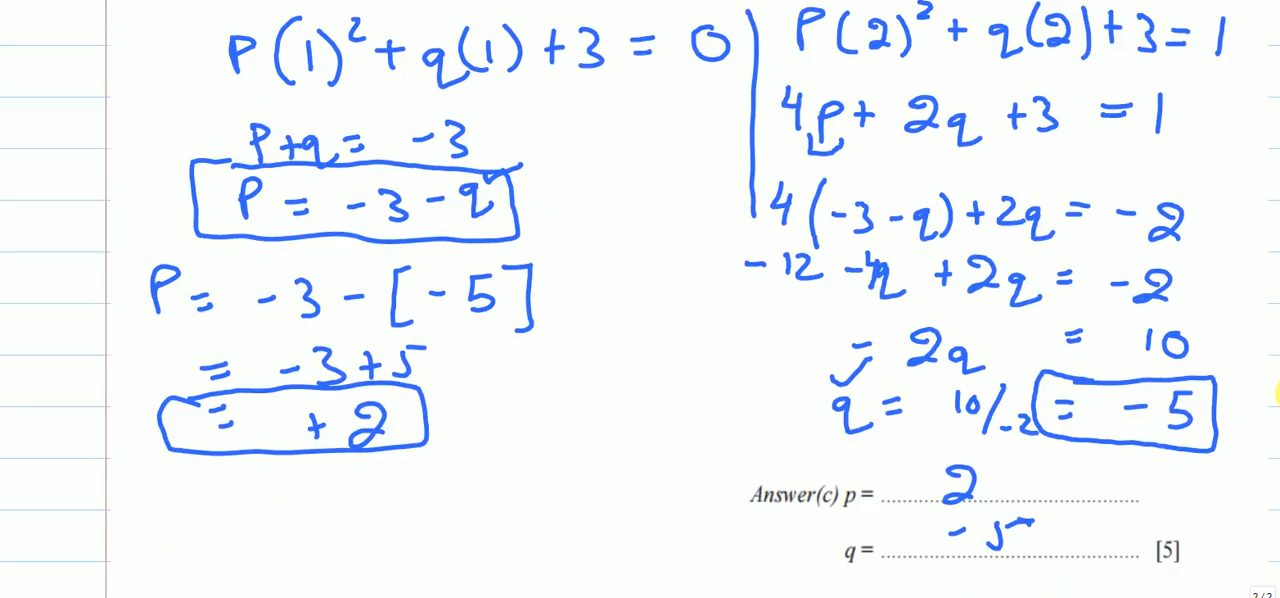 P(1)² + q(1) + 3 = 0
P + q = -3
P = -3 - q
P = -3 - [-5]
= -3 + 5
= +2
P(2)² + q(2) + 3 = 1
4P + 2q + 3 = 1
4(-3 - q) + 2q = -2
-12 - 4q + 2q = -2
- 2q = 10
q = 10/-2 = -5
Answer(c) p = 2
q = -5 [5]
2/2